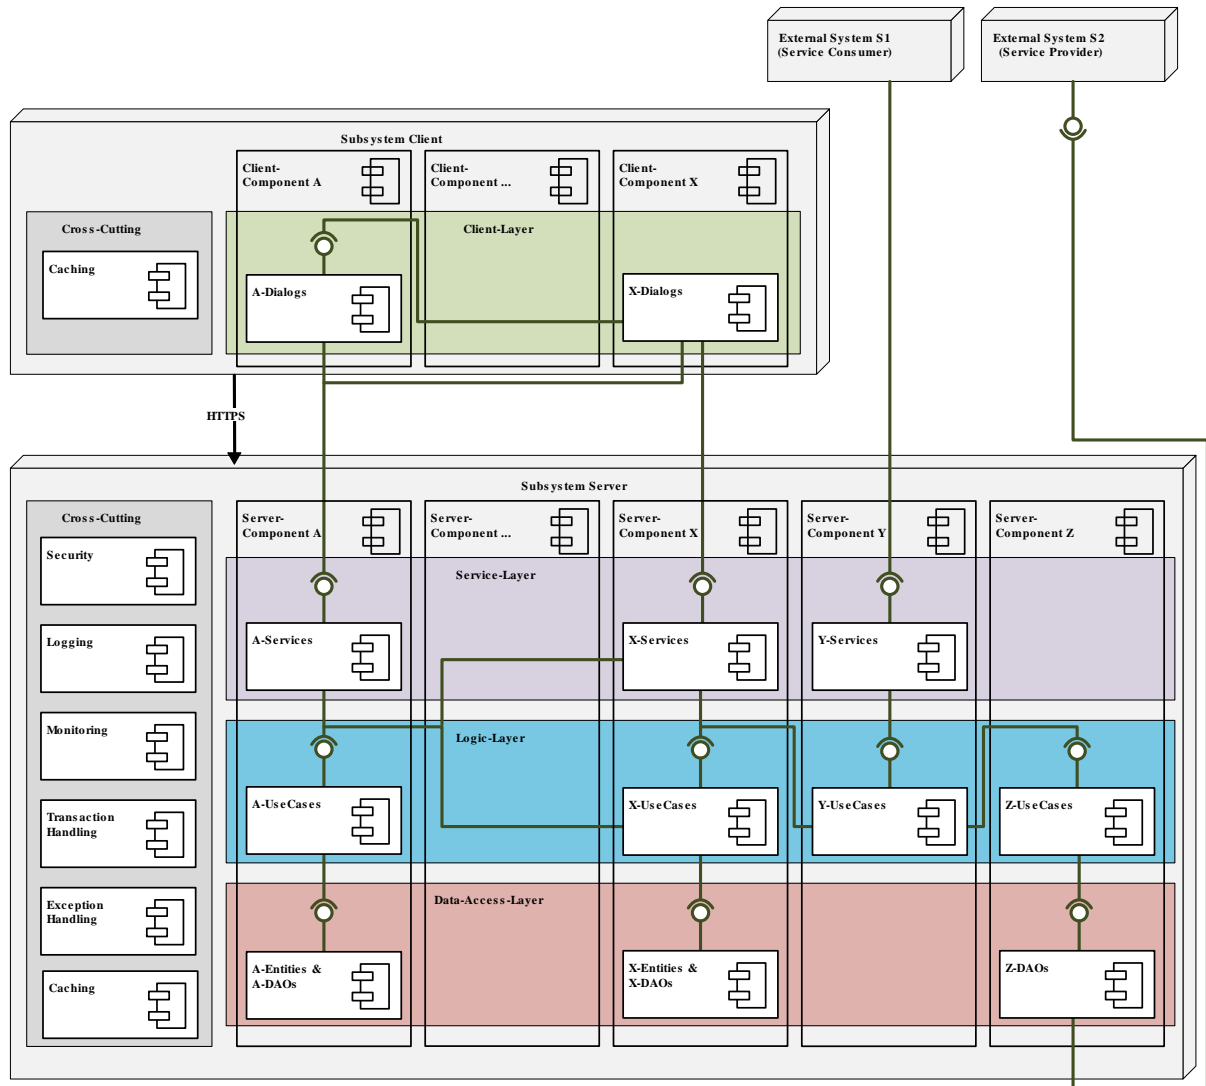 External System S1
(Service Consumer)
External System S2
(Service Provider)
Subsystem Client
Client-
Component A
Client-
Component ...
Client-
Component X
Cross-Cutting
Caching
Client-Layer
A-Dialogs
X-Dialogs
HTTPS
Subsystem Server
Cross-Cutting
Security
Logging
Monitoring
Transaction
Handling
Exception
Handling
Caching
Server-
Component A
Server-
Component ...
Server-
Component X
Server-
Component Y
Server-
Component Z
Service-Layer
A-Services
X-Services
Y-Services
Logic-Layer
A-UseCases
X-UseCases
Y-UseCases
Z-UseCases
Data-Access-Layer
A-Entities &
A-DAOs
X-Entities &
X-DAOs
Z-DAOs